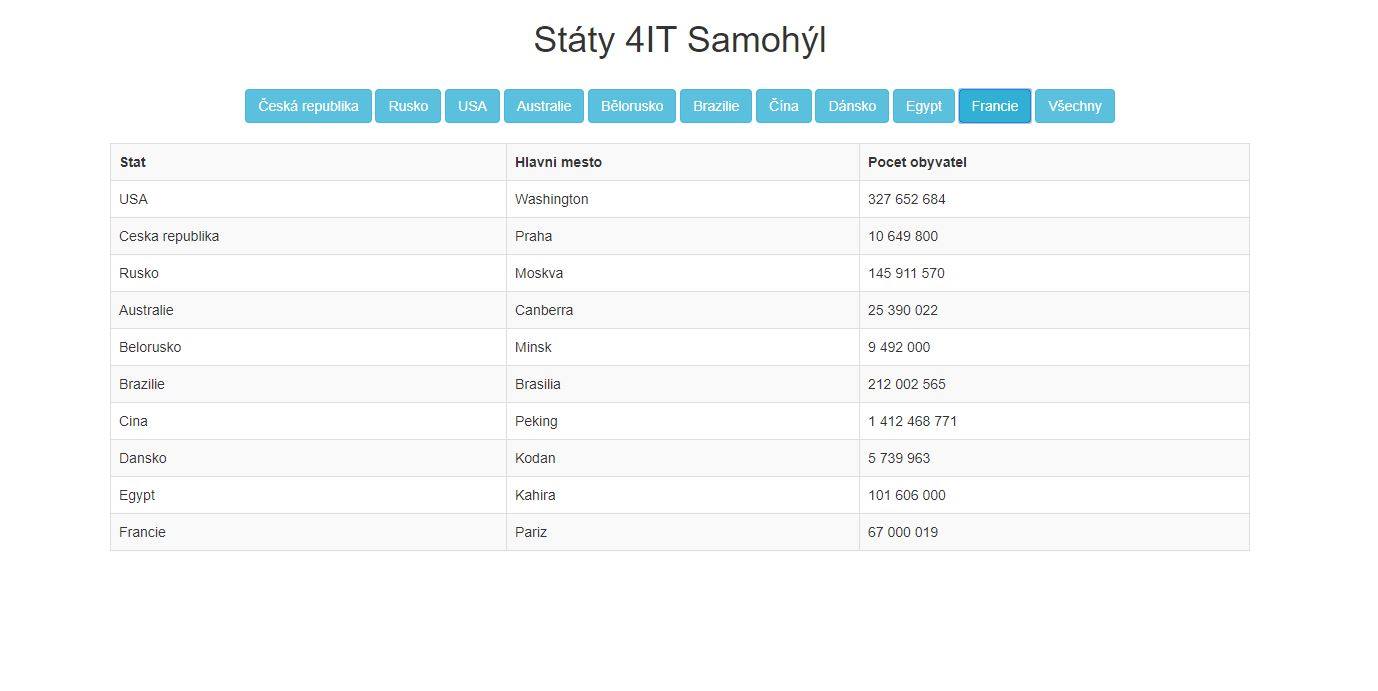 Státy 4IT Samohýl
Česká republika Rusko USA Australie Bělorusko Brazilie Čína Dánsko Egypt Francie Všechny
Stat Hlavni mesto Pocet obyvatel
USA Washington 327 652 684
Ceska republika Praha 10 649 800
Rusko Moskva 145 911 570
Australie Canberra 25 390 022
Belorusko Minsk 9 492 000
Brazilie Brasilia 212 002 565
Cina Peking 1 412 468 771
Dansko Kodan 5 739 963
Egypt Kahira 101 606 000
Francie Pariz 67 000 019